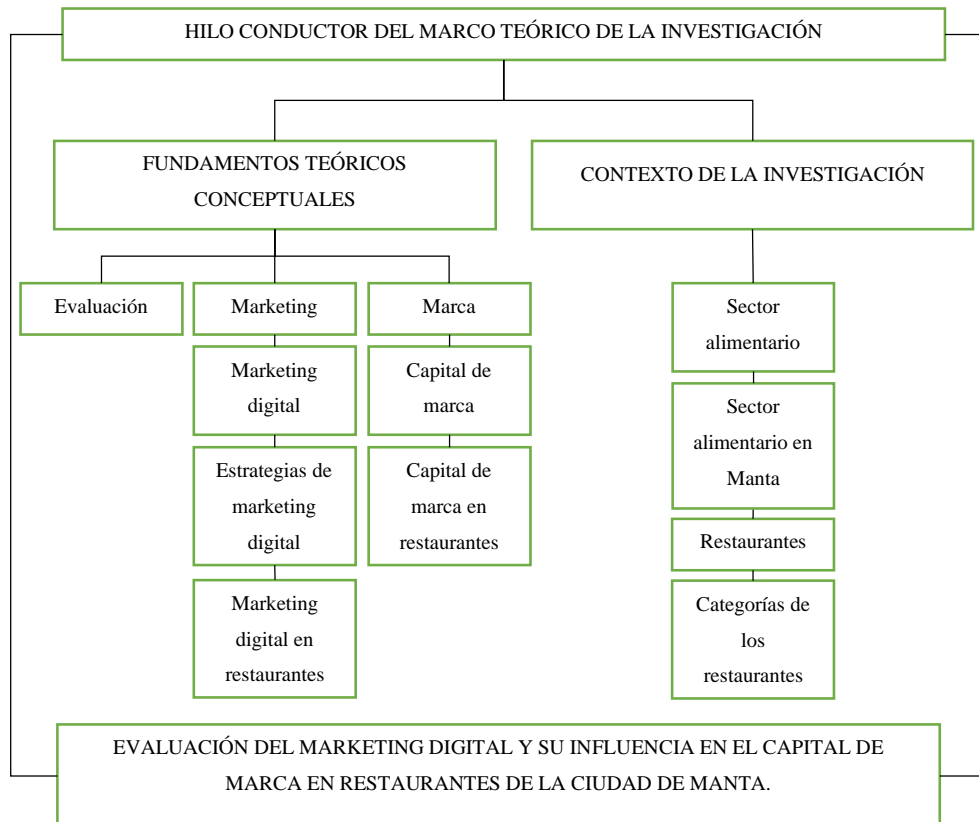 HILO CONDUCTOR DEL MARCO TEÓRICO DE LA INVESTIGACIÓN
FUNDAMENTOS TEÓRICOS
CONCEPTUALES
CONTEXTO DE LA INVESTIGACIÓN
Evaluación
Marketing
Marketing
digital
Estrategias de
marketing
digital
Marketing
digital en
restaurantes
Marca
Capital de
marca
Capital de
marca en
restaurantes
Sector
alimentario
Sector
alimentario en
Manta
Restaurantes
Categorías de
los
restaurantes
EVALUACIÓN DEL MARKETING DIGITAL Y SU INFLUENCIA EN EL CAPITAL DE
MARCA EN RESTAURANTES DE LA CIUDAD DE MANTA.